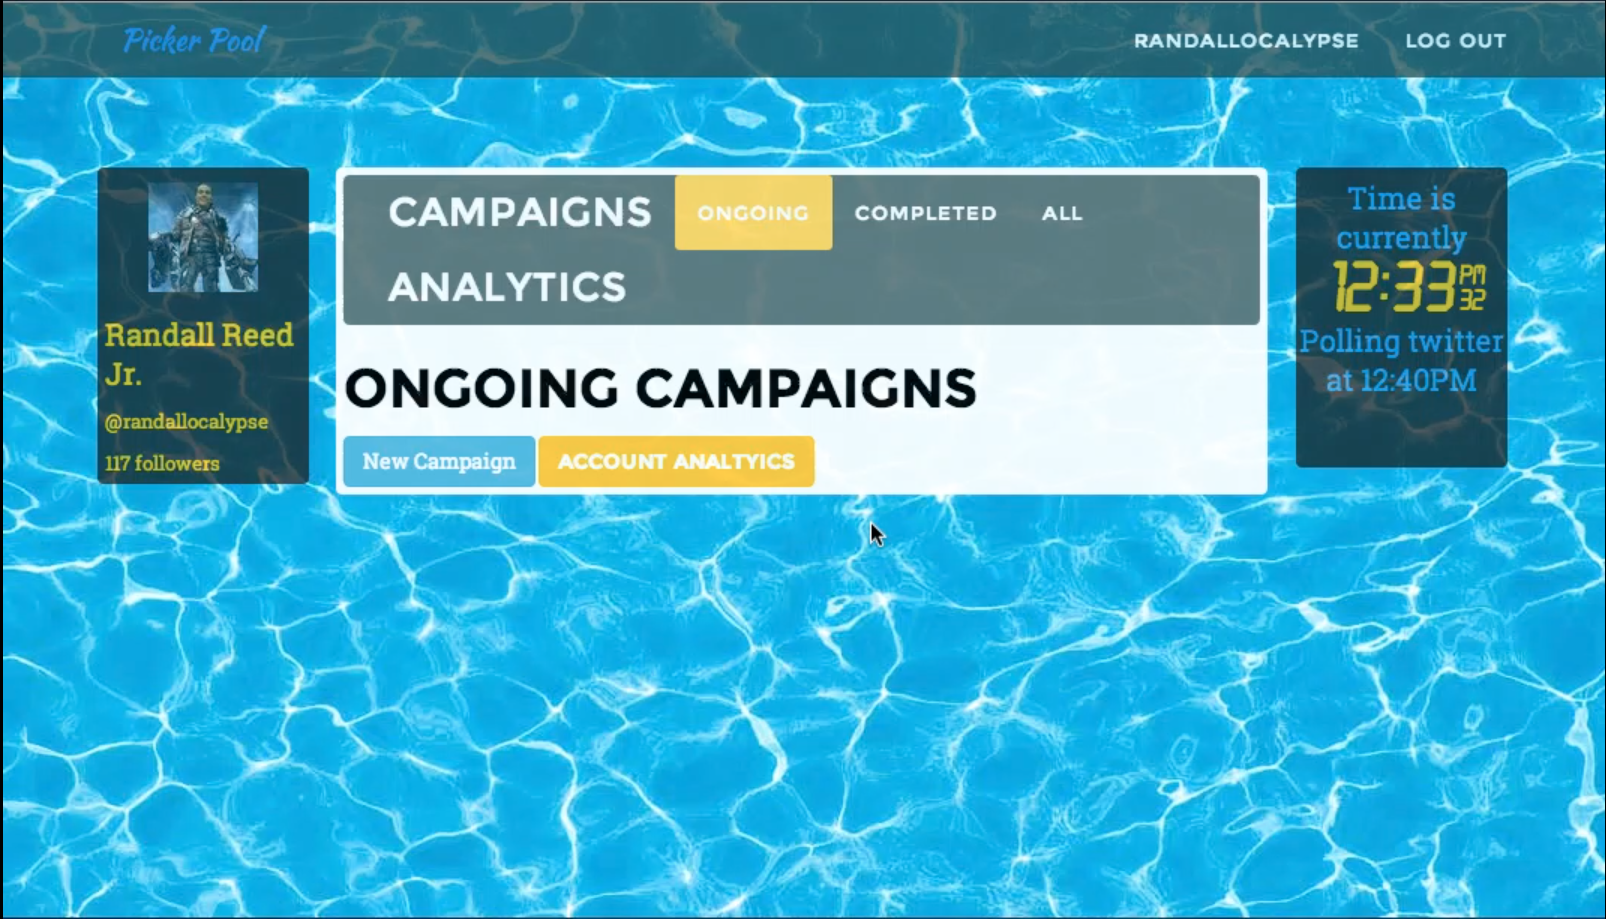 Picker Pool
RANDALLOCALYPSE LOG OUT
Randall Reed
Jr.
@randallocalypse
117 followers
CAMPAIGNS ONGOING COMPLETED ALL
ANALYTICS
ONGOING CAMPAIGNS
New Campaign ACCOUNT ANALTYICS
Time is
currently
12:33 PM 32
Polling twitter
at 12:40PM